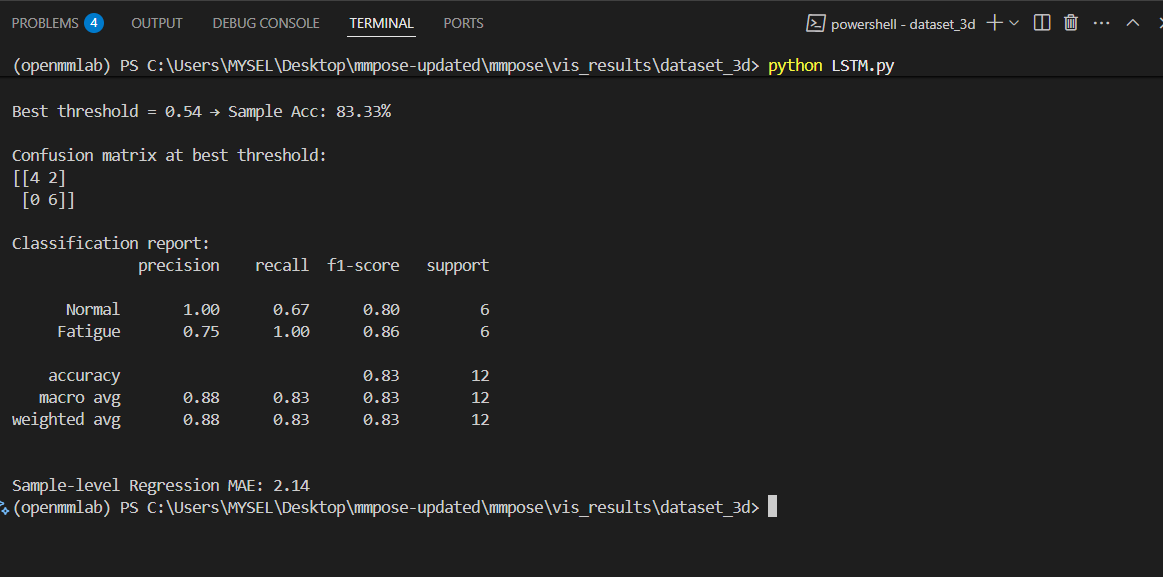 PROBLEMS 4 OUTPUT DEBUG CONSOLE TERMINAL PORTS powershell - dataset_3d
(openmmlab) PS C:\Users\MYSEL\Desktop\mmpose-updated\mmpose\vis_results\dataset_3d> python LSTM.py
Best threshold = 0.54 → Sample Acc: 83.33%
Confusion matrix at best threshold:
[[4 2]
[0 6]]
Classification report:
precision recall f1-score support
Normal 1.00 0.67 0.80 6
Fatigue 0.75 1.00 0.86 6
accuracy 0.83 12
macro avg 0.88 0.83 0.83 12
weighted avg 0.88 0.83 0.83 12
Sample-level Regression MAE: 2.14
(openmmlab) PS C:\Users\MYSEL\Desktop\mmpose-updated\mmpose\vis_results\dataset_3d>